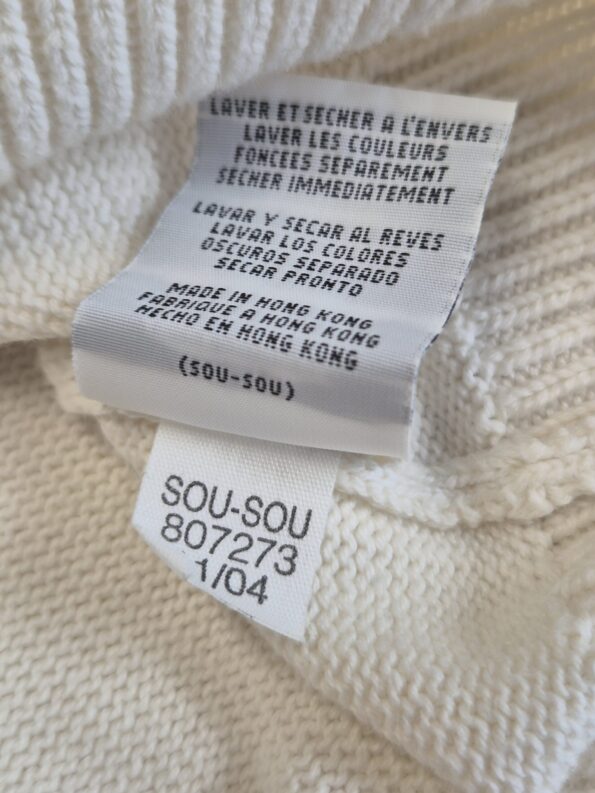 LAVER ET SECHER A L'ENVERS
LAVER LES COULEURS
FONCEES SEPAREMENT
SECHER IMMEDIATEMENT
LAVAR Y SECAR AL REVES
LAVAR LOS COLORES
OSCUROS SEPARADO
SECAR PRONTO
MADE IN HONG KONG
FABRIQUE A HONG KONG
HECHO EN HONG KONG
(SOU-SOU)
SOU-SOU
807273
1/04